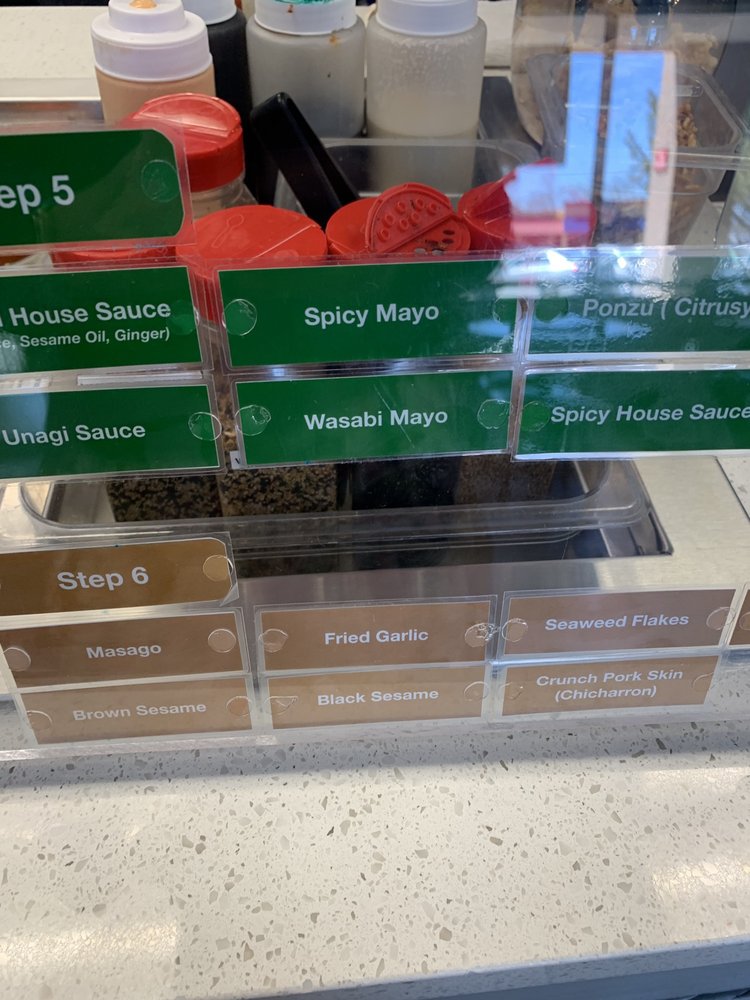 ep 5
House Sauce
Spicy Mayo
Ponzu ( Citrusy
e, Sesame Oil, Ginger)
Unagi Sauce
Wasabi Mayo
Spicy House Sauce
Step 6
Masago
Fried Garlic
Seaweed Flakes
Brown Sesame
Black Sesame
Crunch Pork Skin
(Chicharron)